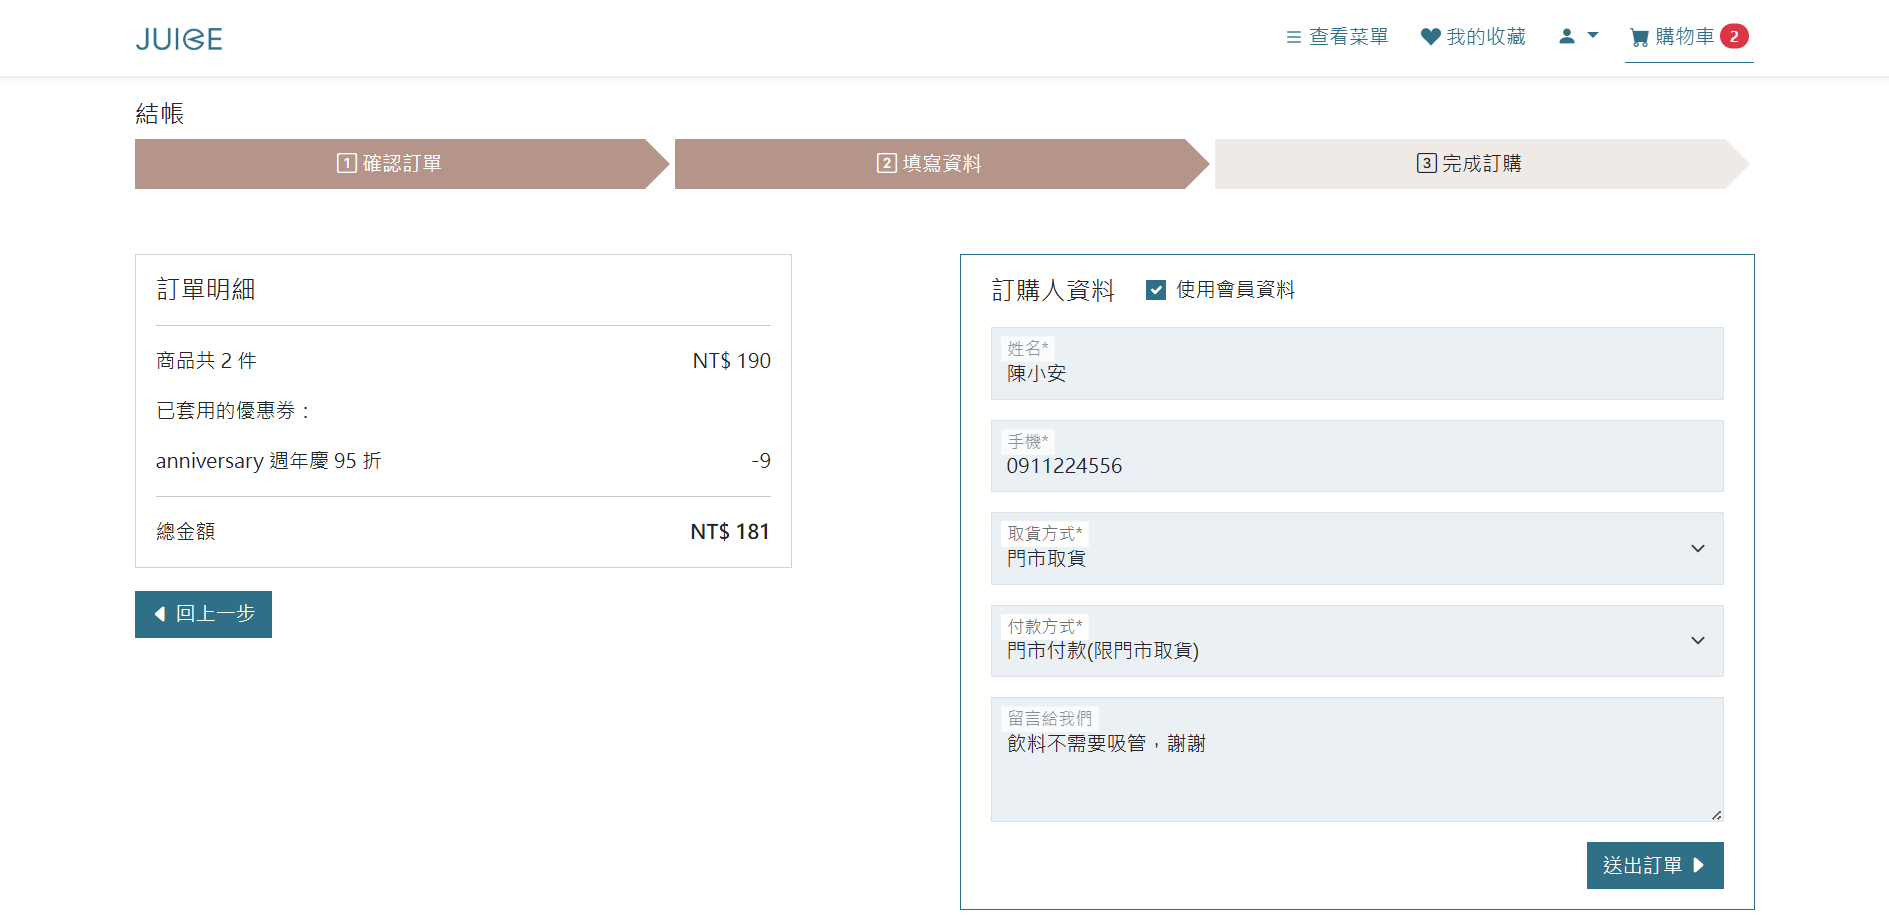 JUICE
查看菜單
我的收藏
購物車 2
結帳
1 確認訂單
2 填寫資料
3 完成訂購
訂單明細
商品共 2 件 NT$ 190
已套用的優惠券：
anniversary 週年慶 95 折 -9
總金額 NT$ 181
回上一步
訂購人資料 使用會員資料
姓名*
陳小安
手機*
0911224556
取貨方式*
門市取貨
付款方式*
門市付款(限門市取貨)
留言給我們
飲料不需要吸管，謝謝
送出訂單